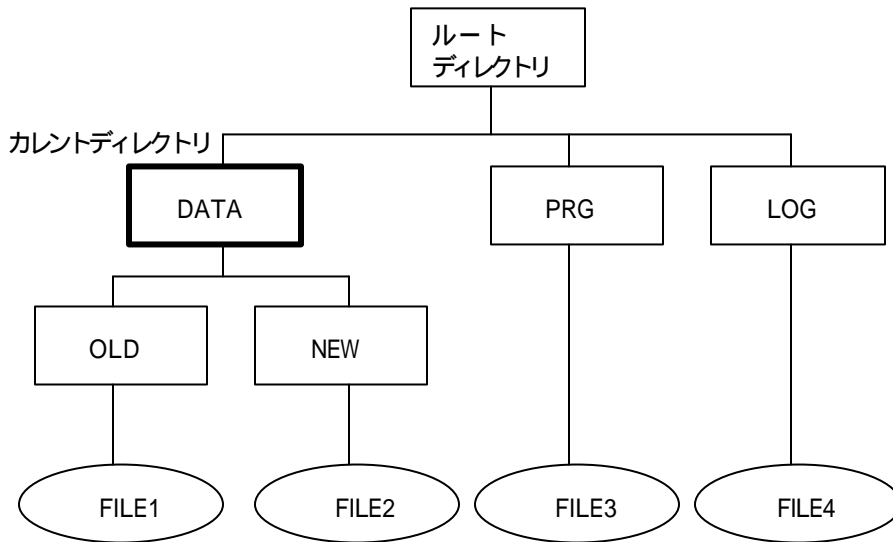 ルート
ディレクトリ
カレントディレクトリ
DATA
PRG
LOG
OLD
NEW
FILE1
FILE2
FILE3
FILE4